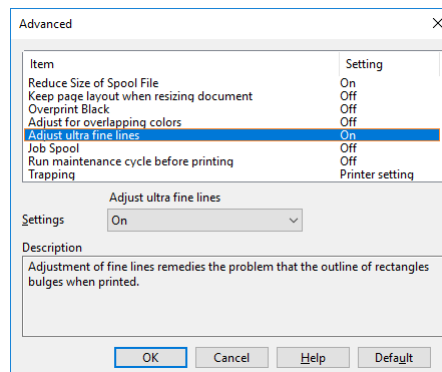 Advanced
Item Setting
Reduce Size of Spool File On
Keep page layout when resizing document Off
Overprint Black Off
Adjust for overlapping colors Off
Adjust ultra fine lines On
Job Spool Off
Run maintenance cycle before printing Off
Trapping Printer setting
Adjust ultra fine lines
Settings On
Description
Adjustment of fine lines remedies the problem that the outline of rectangles
bulges when printed.
OK Cancel Help Default